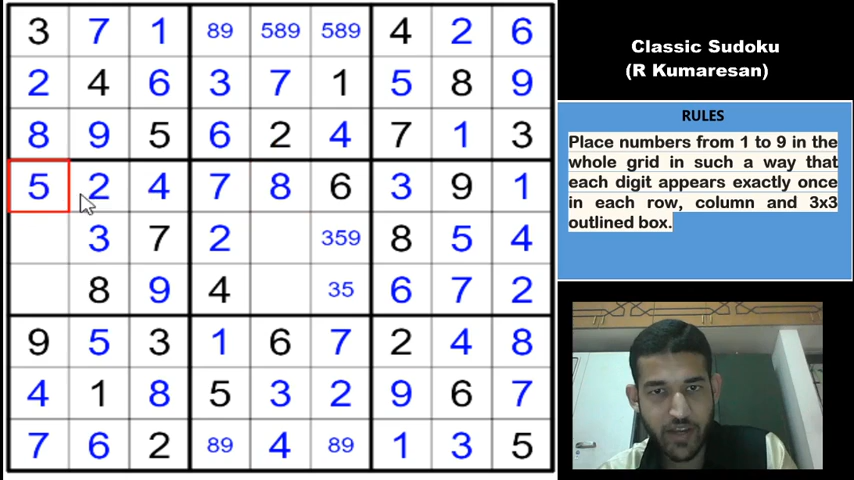 3 7 1 89 589 589 4 2 6
Classic Sudoku
(R Kumaresan)
2 4 6 3 7 1 5 8 9
8 9 5 6 2 4 7 1 3
5 2 4 7 8 6 3 9 1
3 7 2 359 8 5 4
8 9 4 35 6 7 2
9 5 3 1 6 7 2 4 8
4 1 8 5 3 2 9 6 7
7 6 2 89 4 89 1 3 5
RULES
Place numbers from 1 to 9 in the
whole grid in such a way that
each digit appears exactly once
in each row, column and 3x3
outlined box.